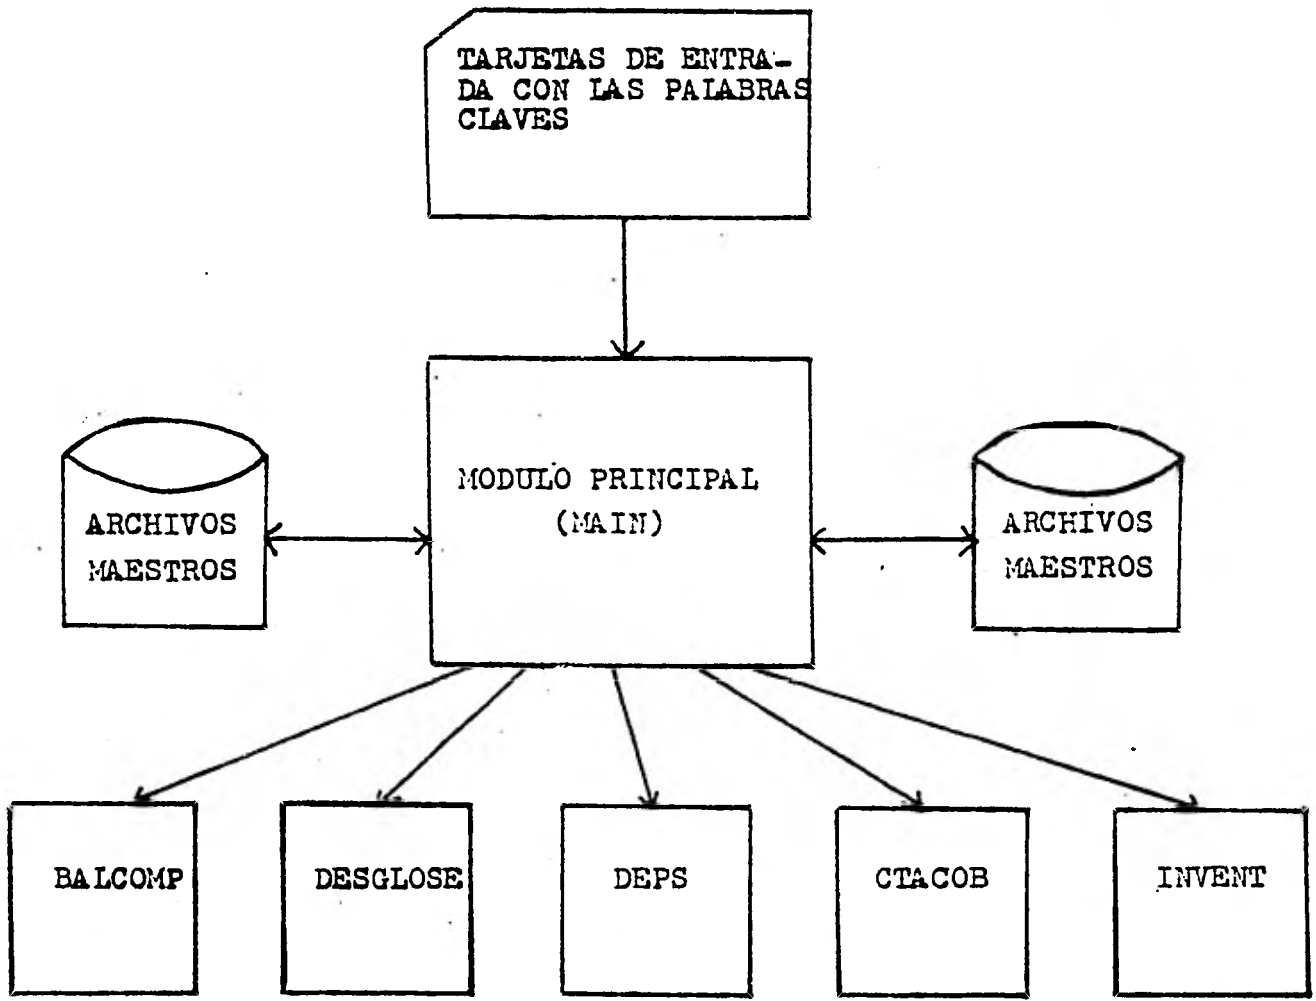 TARJETAS DE ENTRA-
DA CON LAS PALABRAS
CLAVES
MODULO PRINCIPAL
(MAIN)
ARCHIVOS
MAESTROS
ARCHIVOS
MAESTROS
BALCOMP
DESGLOSE
DEPS
CTACOB
INVENT